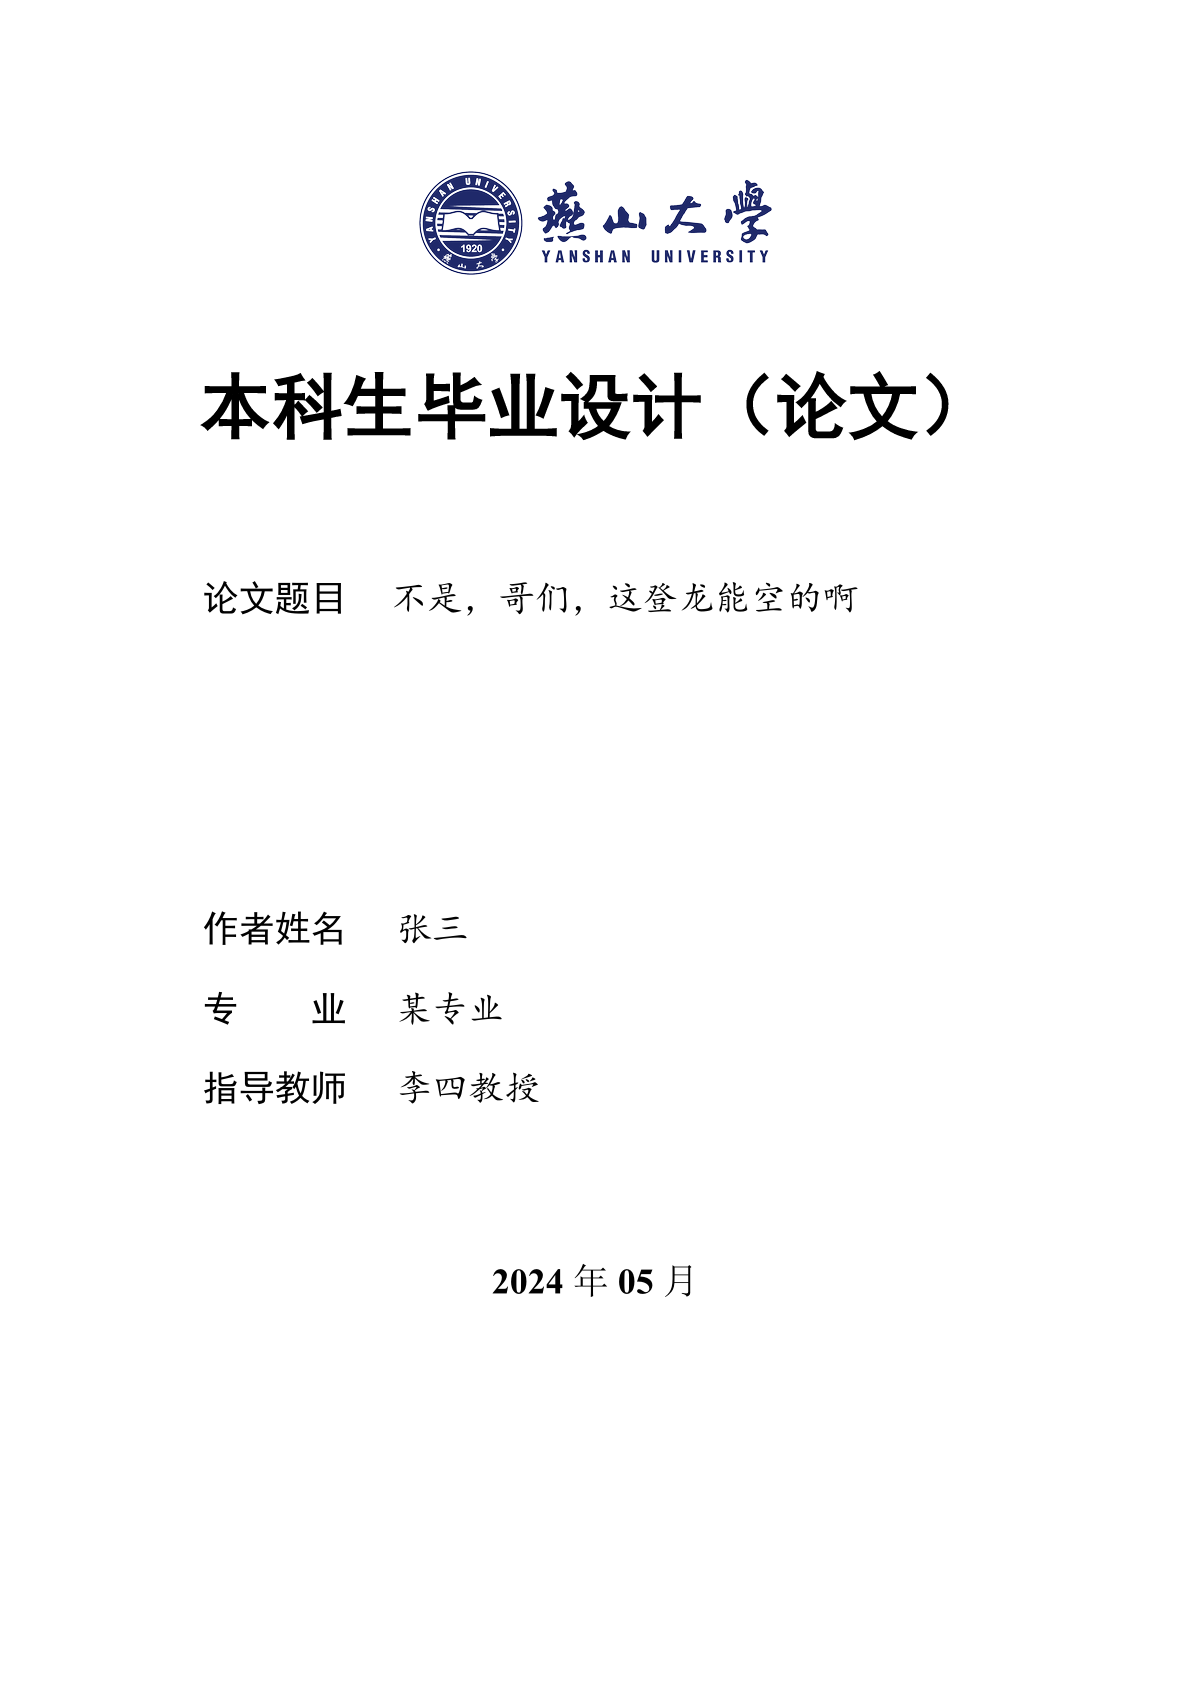 YANSHAN UNIVERSITY
1920
燕山大学
燕山大學
YANSHAN UNIVERSITY
本科生毕业设计（论文）
论文题目 不是，哥们，这登龙能空的啊
作者姓名 张三
专 业 某专业
指导教师 李四教授
2024 年 05 月